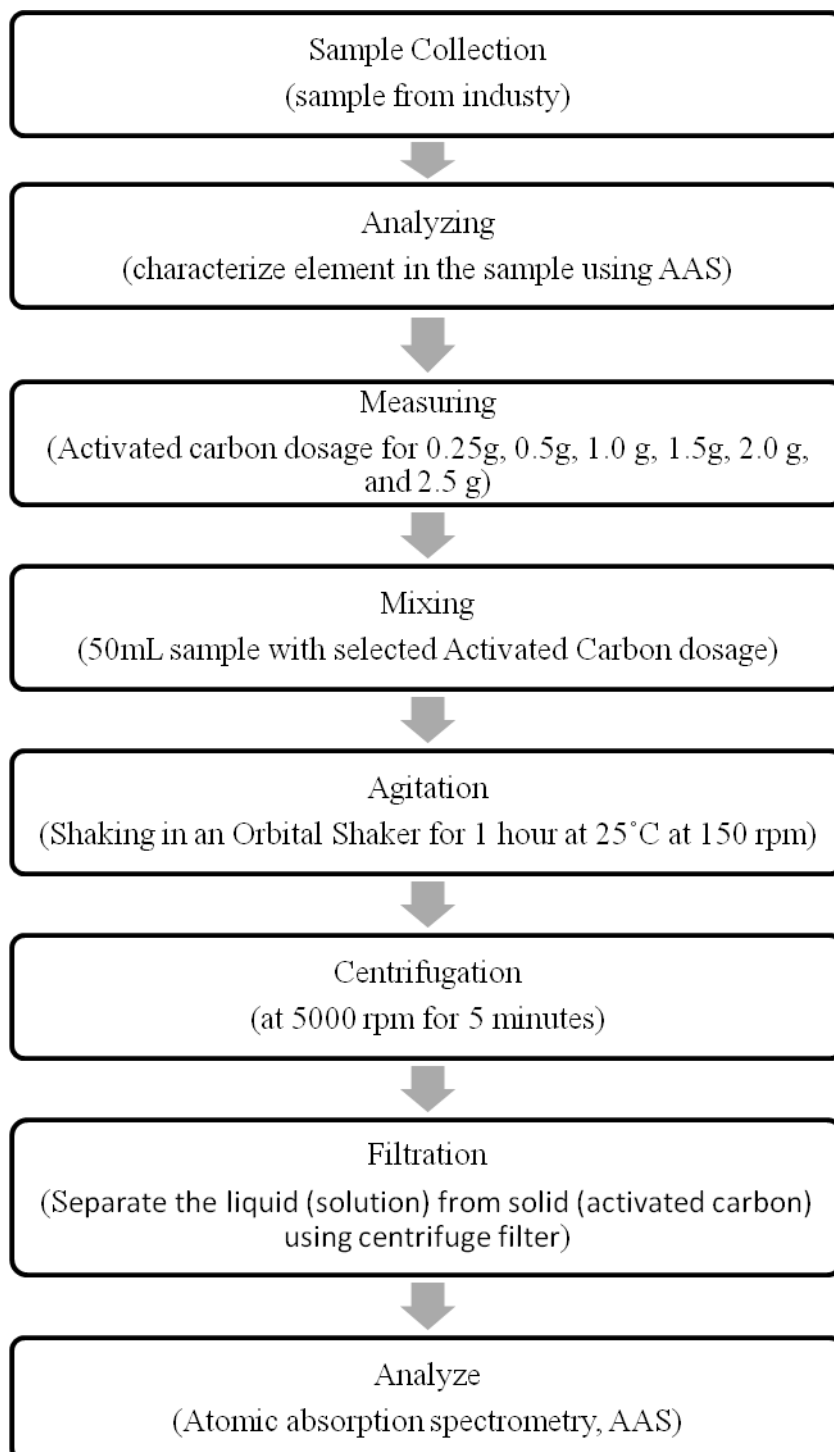 Sample Collection
(sample from industy)
Analyzing
(characterize element in the sample using AAS)
Measuring
(Activated carbon dosage for 0.25g, 0.5g, 1.0 g, 1.5g, 2.0 g,
and 2.5 g)
Mixing
(50mL sample with selected Activated Carbon dosage)
Agitation
(Shaking in an Orbital Shaker for 1 hour at 25˚C at 150 rpm)
Centrifugation
(at 5000 rpm for 5 minutes)
Filtration
(Separate the liquid (solution) from solid (activated carbon)
using centrifuge filter)
Analyze
(Atomic absorption spectrometry, AAS)